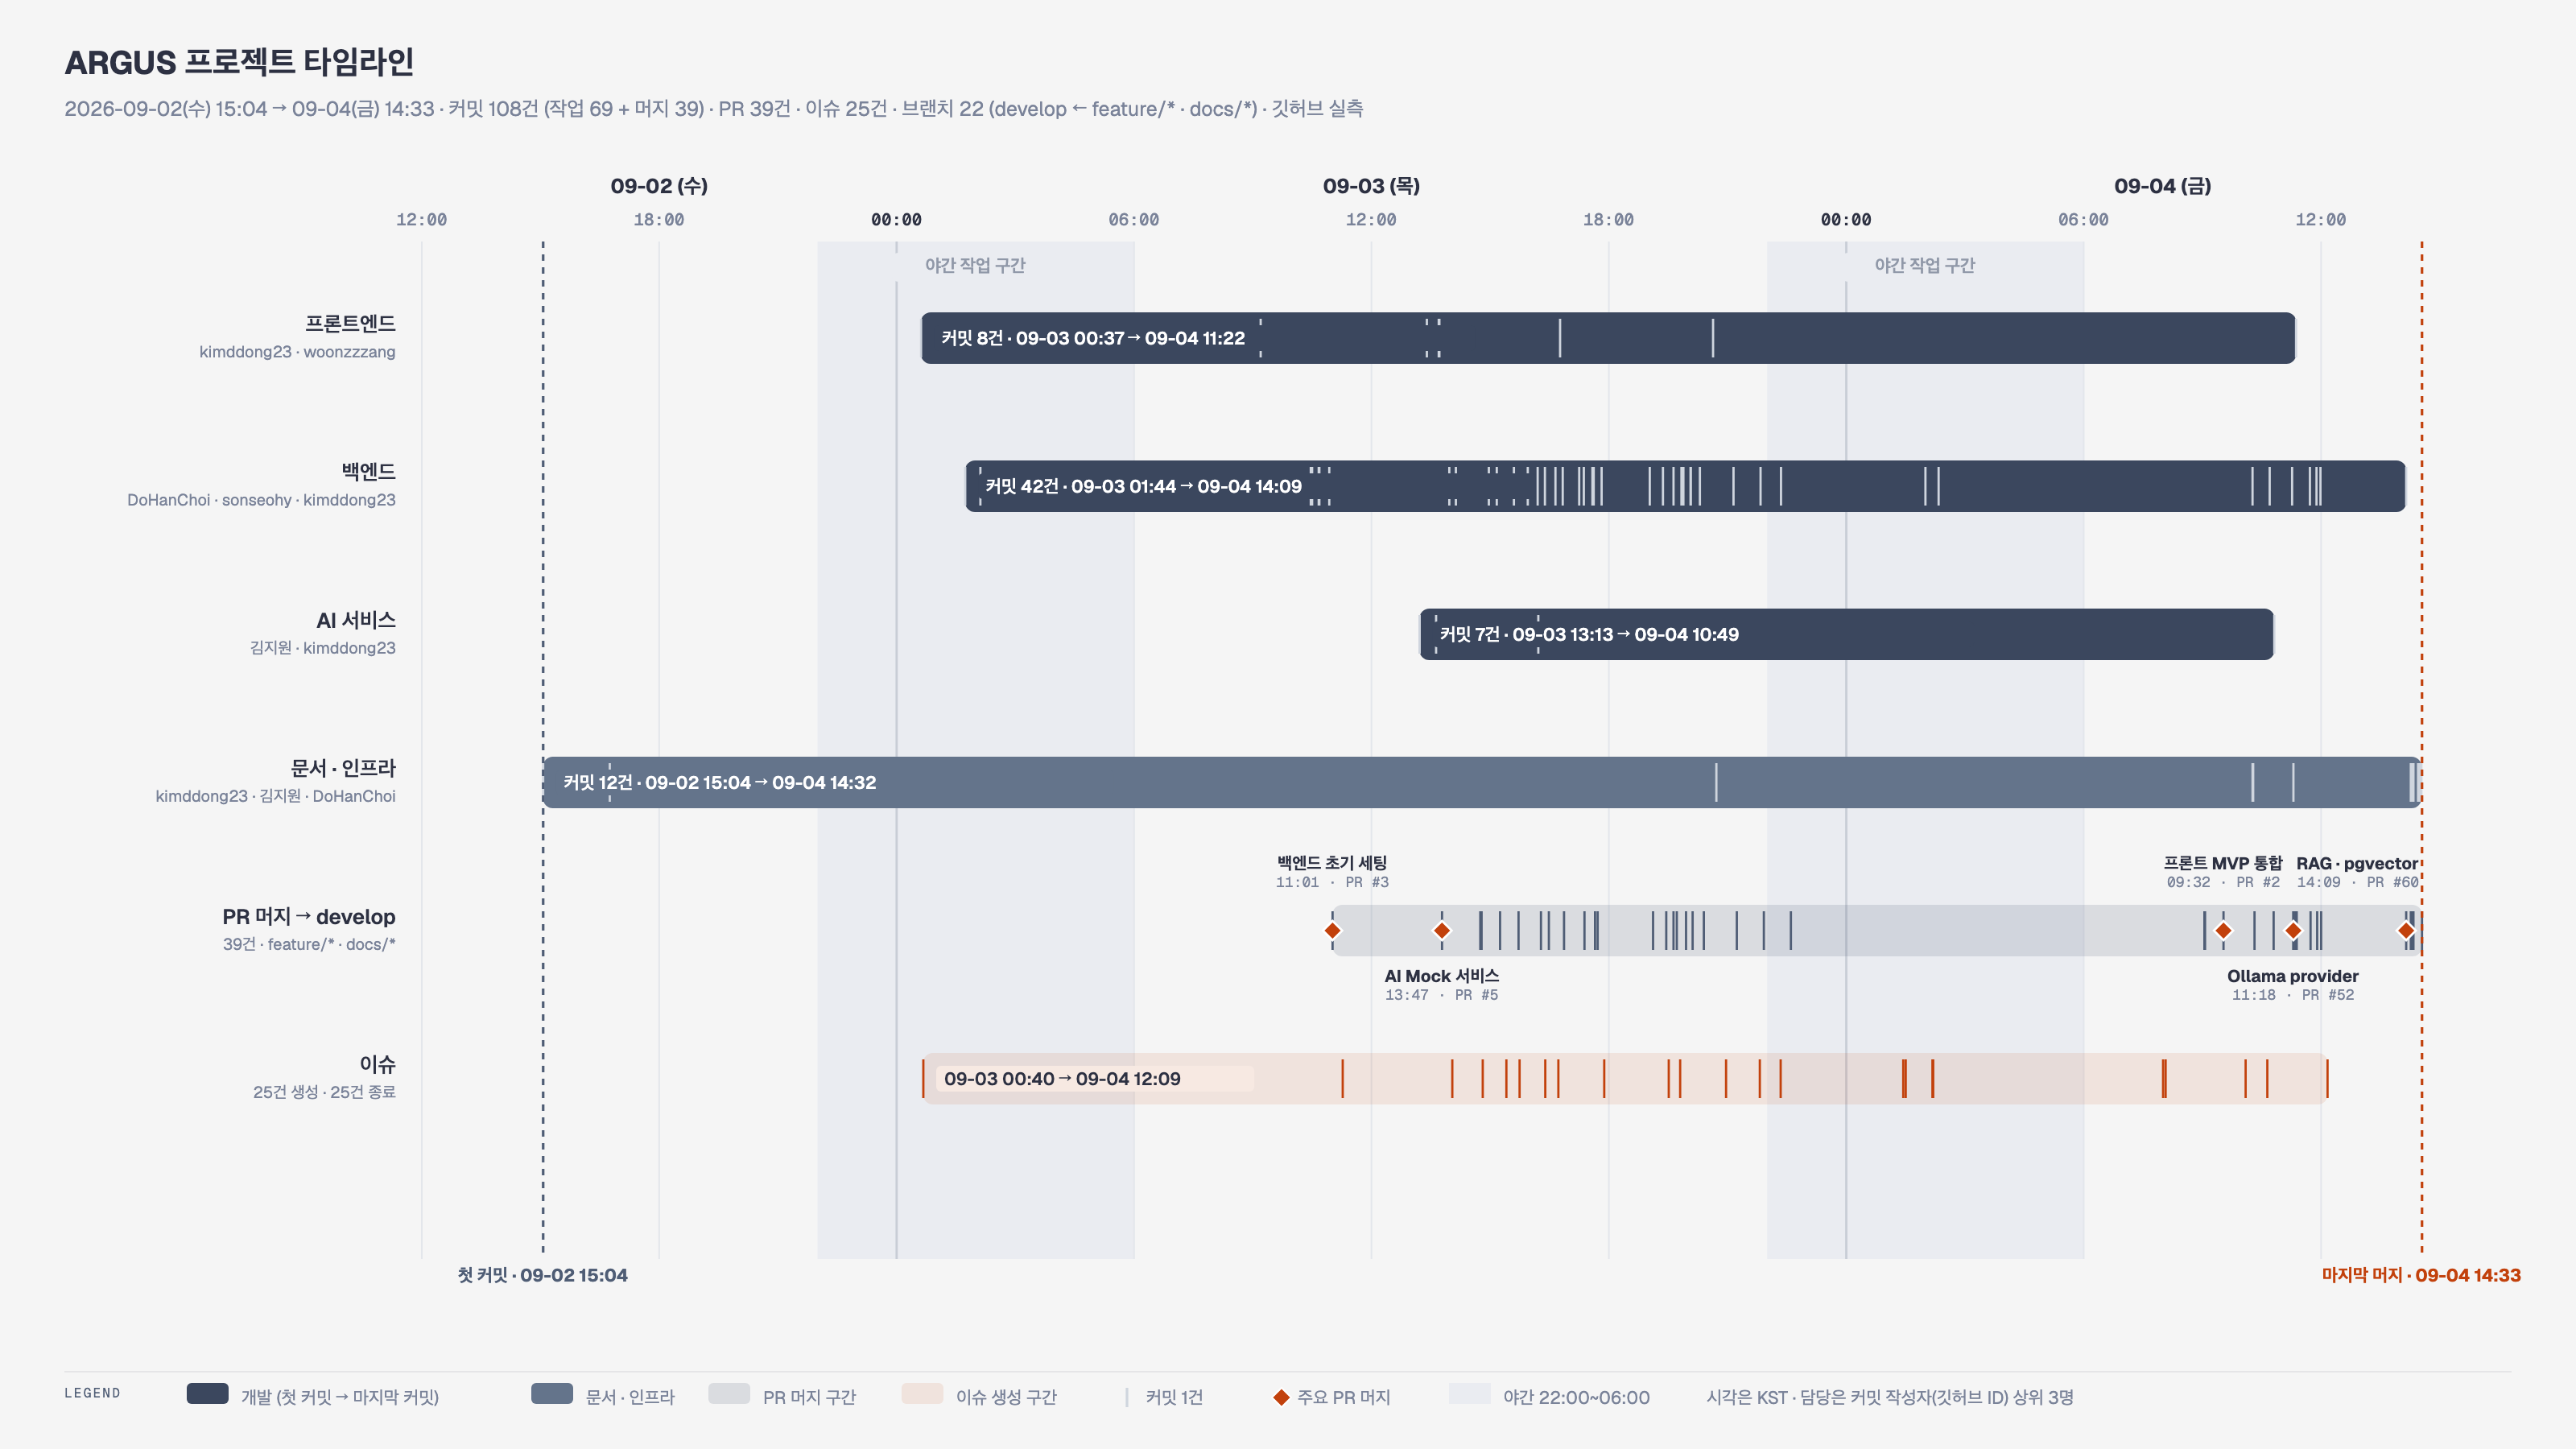 ARGUS 프로젝트 타임라인
2026-09-02(수) 15:04 → 09-04(금) 14:33 · 커밋 108건 (작업 69 + 머지 39) · PR 39건 · 이슈 25건 · 브랜치 22 (develop ← feature/* · docs/*) · 깃허브 실측
09-02 (수) 09-03 (목) 09-04 (금)
12:00 18:00 00:00 06:00 12:00 18:00 00:00 06:00 12:00
야간 작업 구간 야간 작업 구간
프론트엔드
kimddong23 · woonzzzang
커밋 8건 · 09-03 00:37 → 09-04 11:22
백엔드
DoHanChoi · sonseohy · kimddong23
커밋 42건 · 09-03 01:44 → 09-04 14:09
AI 서비스
김지원 · kimddong23
커밋 7건 · 09-03 13:13 → 09-04 10:49
문서 · 인프라
kimddong23 · 김지원 · DoHanChoi
커밋 12건 · 09-02 15:04 → 09-04 14:32
백엔드 초기 세팅 프론트 MVP 통합 RAG · pgvector
11:01 · PR #3 09:32 · PR #2 14:09 · PR #60
PR 머지 → develop
39건 · feature/* · docs/*
AI Mock 서비스 Ollama provider
13:47 · PR #5 11:18 · PR #52
이슈
25건 생성 · 25건 종료
09-03 00:40 → 09-04 12:09
첫 커밋 · 09-02 15:04 마지막 머지 · 09-04 14:33
LEGEND 개발 (첫 커밋 → 마지막 커밋) 문서 · 인프라 PR 머지 구간 이슈 생성 구간 커밋 1건 주요 PR 머지 야간 22:00~06:00 시각은 KST · 담당은 커밋 작성자(깃허브 ID) 상위 3명